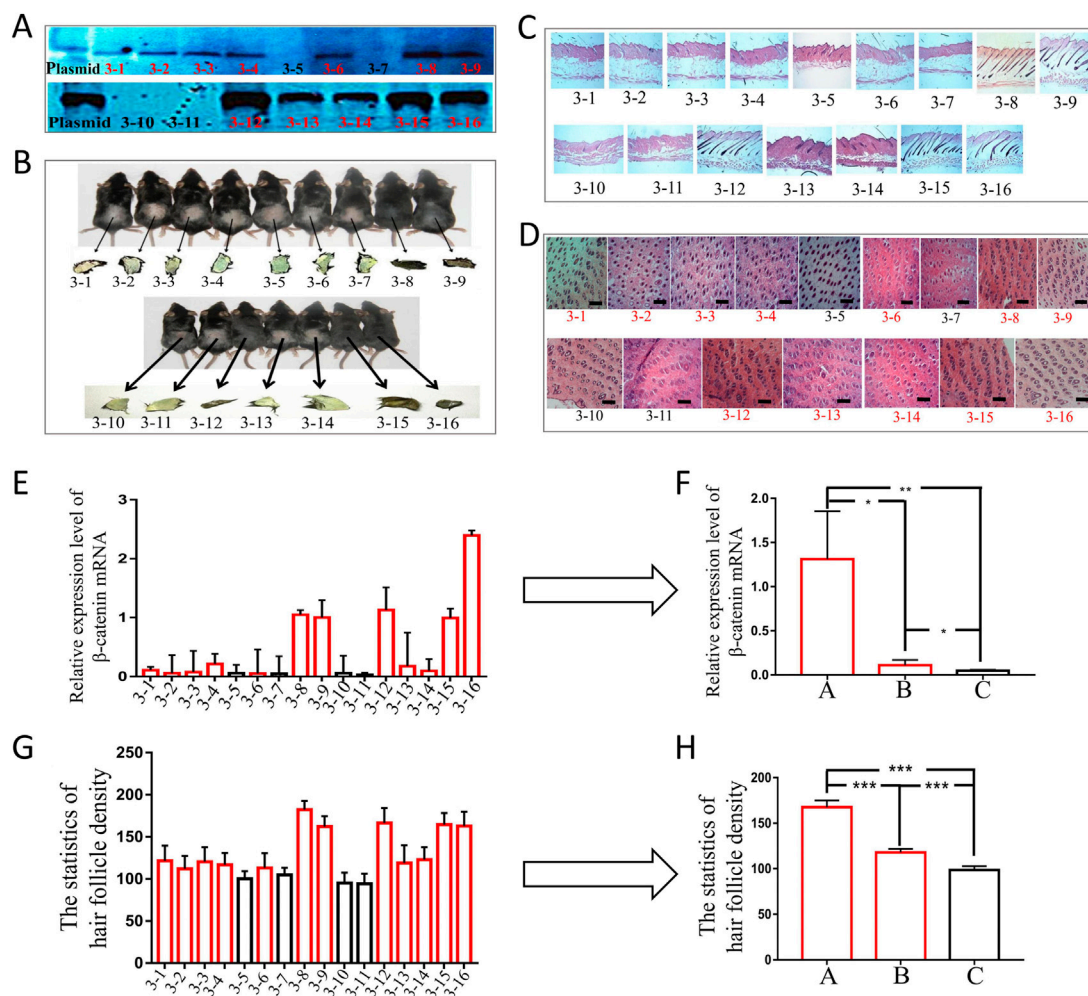 A
Plasmid 3-1 3-2 3-3 3-4 3-5 3-6 3-7 3-8 3-9
Plasmid 3-10 3-11 3-12 3-13 3-14 3-15 3-16
B
3-1 3-2 3-3 3-4 3-5 3-6 3-7 3-8 3-9
3-10 3-11 3-12 3-13 3-14 3-15 3-16
C
3-1 3-2 3-3 3-4 3-5 3-6 3-7 3-8 3-9
3-10 3-11 3-12 3-13 3-14 3-15 3-16
D
3-1 3-2 3-3 3-4 3-5 3-6 3-7 3-8 3-9
3-10 3-11 3-12 3-13 3-14 3-15 3-16
E
Relative expression level of
β-catenin mRNA
3
2
1
0
3-1 3-2 3-3 3-4 3-5 3-6 3-7 3-8 3-9 3-10 3-11 3-12 3-13 3-14 3-15 3-16
F
Relative expression level of
β-catenin mRNA
2.0
1.5
1.0
0.5
0.0
**
*
*
A B C
G
The statistics of
hair follicle density
250
200
150
100
50
0
3-1 3-2 3-3 3-4 3-5 3-6 3-7 3-8 3-9 3-10 3-11 3-12 3-13 3-14 3-15 3-16
H
The statistics of
hair follicle density
200
150
100
50
0
***
*** ***
A B C